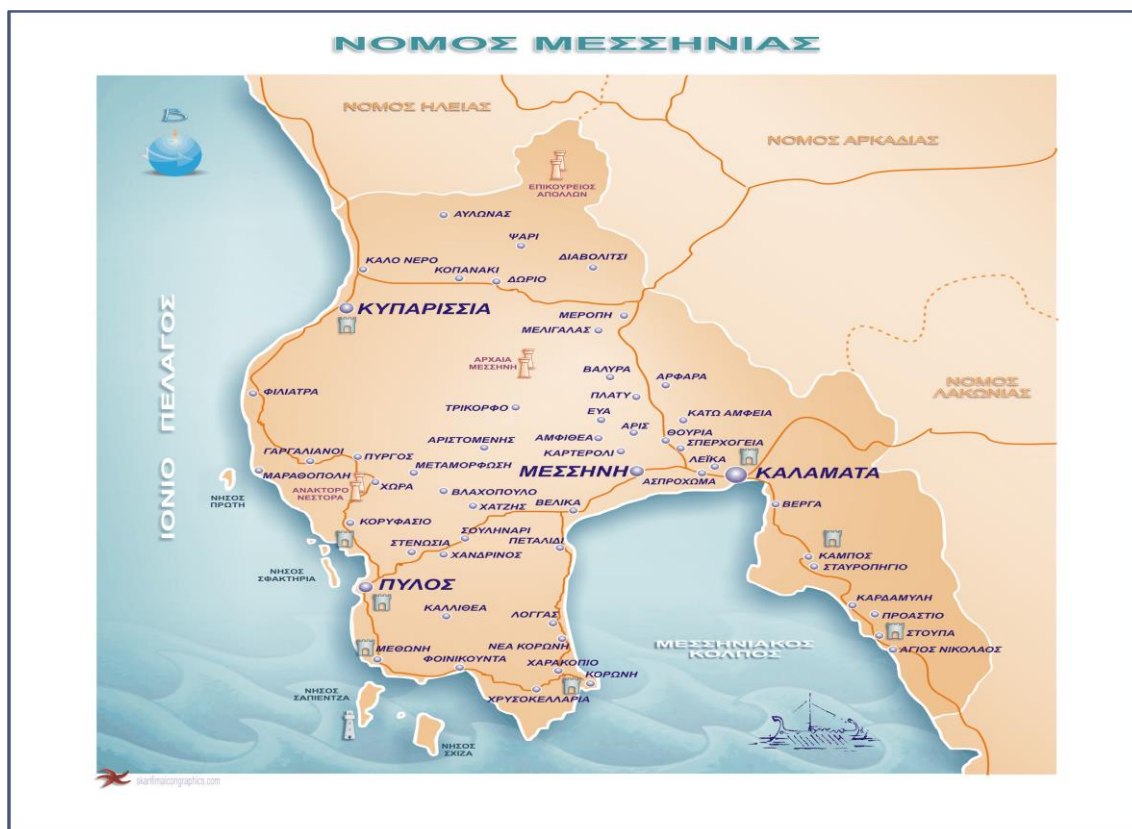 ΝΟΜΟΣ ΜΕΣΣΗΝΙΑΣ
Β
ΝΟΜΟΣ ΗΛΕΙΑΣ
ΝΟΜΟΣ ΑΡΚΑΔΙΑΣ
ΕΠΙΚΟΥΡΕΙΟΣ
ΑΠΟΛΛΩΝ
ΑΥΛΩΝΑΣ
ΨΑΡΙ
ΚΑΛΟ ΝΕΡΟ
ΚΟΠΑΝΑΚΙ
ΔΩΡΙΟ
ΔΙΑΒΟΛΙΤΣΙ
ΙΟΝΙΟ ΠΕΛΑΓΟΣ
ΚΥΠΑΡΙΣΣΙΑ
ΜΕΡΟΠΗ
ΜΕΛΙΓΑΛΑΣ
ΑΡΧΑΙΑ
ΜΕΣΣΗΝΗ
ΒΑΛΥΡΑ
ΑΡΦΑΡΑ
ΝΟΜΟΣ
ΛΑΚΩΝΙΑΣ
ΦΙΛΙΑΤΡΑ
ΠΛΑΤΥ
ΤΡΙΚΟΡΦΟ
ΕΥΑ
ΚΑΤΩ ΑΜΦΕΙΑ
ΑΡΙΣ
ΘΟΥΡΙΑ
ΑΡΙΣΤΟΜΕΝΗΣ
ΑΜΦΙΘΕΑ
ΣΠΕΡΧΟΓΕΙΑ
ΓΑΡΓΑΛΙΑΝΟΙ
ΠΥΡΓΟΣ
ΚΑΡΤΕΡΟΛΙ
ΛΕΪΚΑ
ΜΕΤΑΜΟΡΦΩΣΗ
ΜΕΣΣΗΝΗ
ΚΑΛΑΜΑΤΑ
ΜΑΡΑΘΟΠΟΛΗ
ΑΣΠΡΟΧΩΜΑ
ΑΝΑΚΤΟΡΟ
ΝΕΣΤΟΡΑ
ΧΩΡΑ
ΝΗΣΟΣ
ΠΡΩΤΗ
ΒΛΑΧΟΠΟΥΛΟ
ΧΑΤΖΗΣ
ΒΕΛΙΚΑ
ΒΕΡΓΑ
ΚΟΡΥΦΑΣΙΟ
ΣΟΥΛΗΝΑΡΙ
ΣΤΕΝΩΣΙΑ
ΠΕΤΑΛΙΔΙ
ΧΑΝΔΡΙΝΟΣ
ΚΑΜΠΟΣ
ΣΤΑΥΡΟΠΗΓΙΟ
ΝΗΣΟΣ
ΣΦΑΚΤΗΡΙΑ
ΠΥΛΟΣ
ΚΑΡΔΑΜΥΛΗ
ΚΑΛΛΙΘΕΑ
ΛΟΓΓΑΣ
ΠΡΟΑΣΤΙΟ
ΣΤΟΥΠΑ
ΜΕΣΣΗΝΙΑΚΟΣ
ΚΟΛΠΟΣ
ΝΕΑ ΚΟΡΩΝΗ
ΑΓΙΟΣ ΝΙΚΟΛΑΟΣ
ΜΕΘΩΝΗ
ΦΟΙΝΙΚΟΥΝΤΑ
ΧΑΡΑΚΟΠΙΟ
ΚΟΡΩΝΗ
ΝΗΣΟΣ
ΣΑΠΙΕΝΤΖΑ
ΧΡΥΣΟΚΕΛΛΑΡΙΑ
ΝΗΣΟΣ
ΣΧΙΖΑ